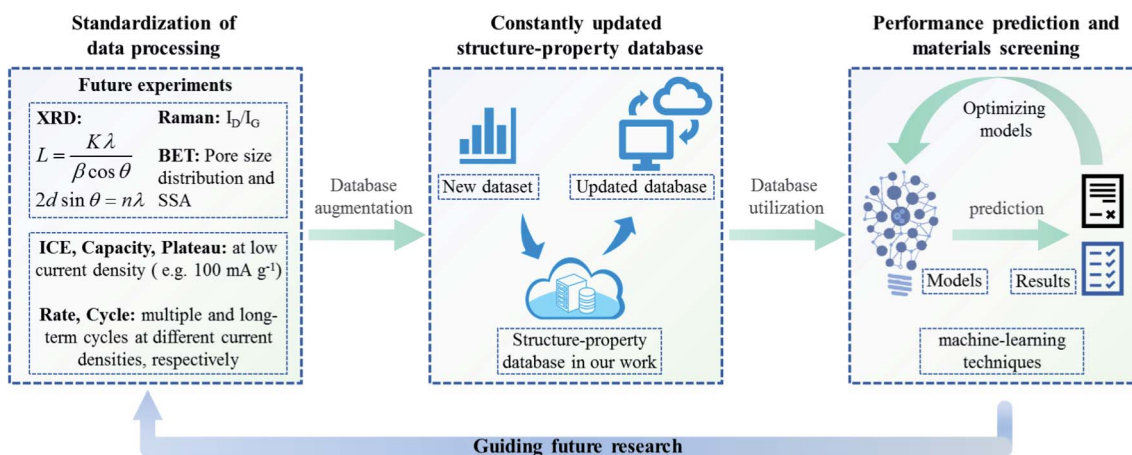 Standardization of
data processing
Future experiments
XRD:
L = Kλ / β cos θ
2d sin θ = nλ
Raman: I_D/I_G
BET: Pore size
distribution and
SSA
ICE, Capacity, Plateau: at low
current density ( e.g. 100 mA g⁻¹)
Rate, Cycle: multiple and long-
term cycles at different current
densities, respectively
Database
augmentation
Constantly updated
structure-property database
New dataset
Updated database
Structure-property
database in our work
Database
utilization
Performance prediction and
materials screening
Optimizing
models
prediction
Models
Results
machine-learning
techniques
Guiding future research